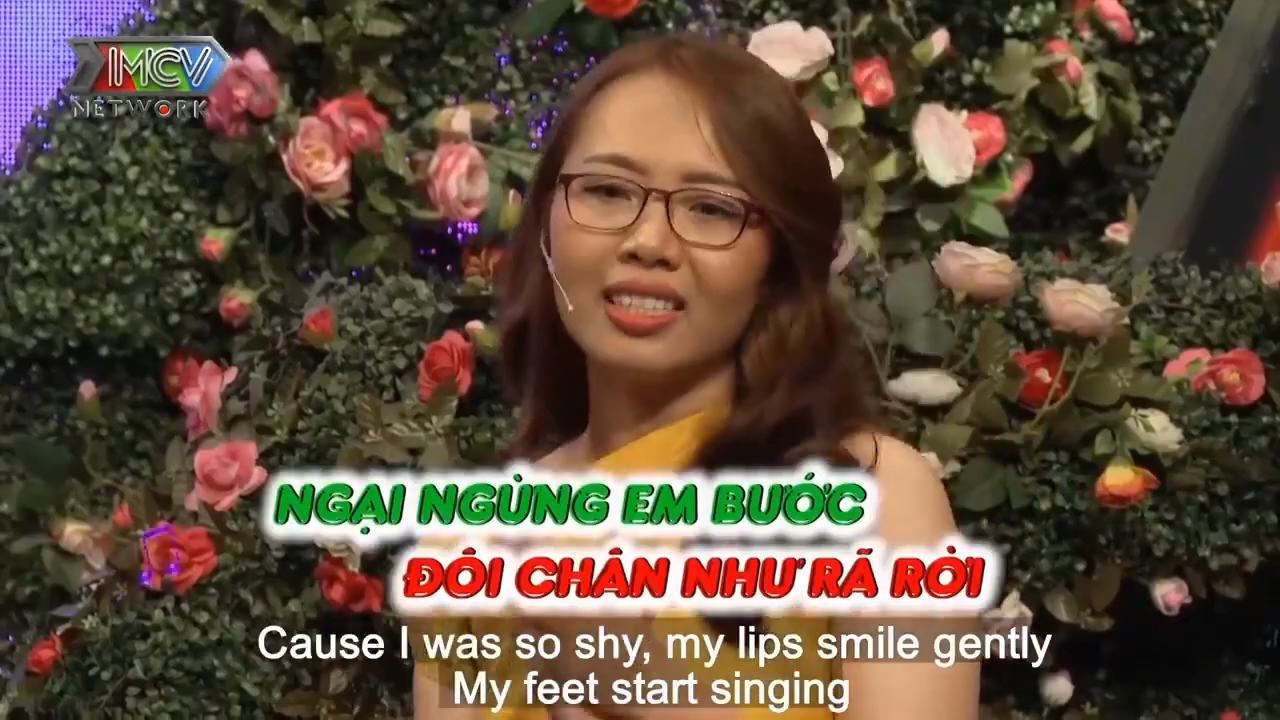 MCV
NETWORK
NGẠI NGÙNG EM BƯỚC
ĐÔI CHÂN NHƯ RÃ RỜI
Cause I was so shy, my lips smile gently
My feet start singing